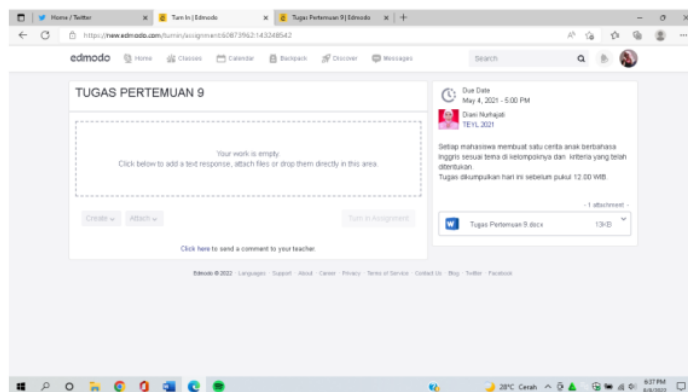 Home / Twitter
Turn In | Edmodo
Tugas Pertemuan 9 | Edmodo
https://new.edmodo.com/turnin/assignment:60873962:143248542
edmodo Home Classes Calendar Backpack Discover Messages Search
TUGAS PERTEMUAN 9
Your work is empty.
Click below to add a text response, attach files or drop them directly in this area.
Create Attach Turn in Assignment
Click here to send a comment to your teacher.
Due Date
May 4, 2021 - 5:00 PM
Diani Nurhajati
TEYL 2021
Setiap mahasiswa membuat satu cerita anak berbahasa
Inggris sesuai tema di kelompoknya dan kriteria yang telah
ditentukan.
Tugas dikumpulkan hari ini sebelum pukul 12.00 WIB
- 1 attachment -
Tugas Pertemuan 9.docx 13KB
Edmodo © 2022 · Languages · Support · About · Career · Privacy · Terms of Service · Contact Us · Blog · Twitter · Facebook
28°C Cerah
6:37 PM